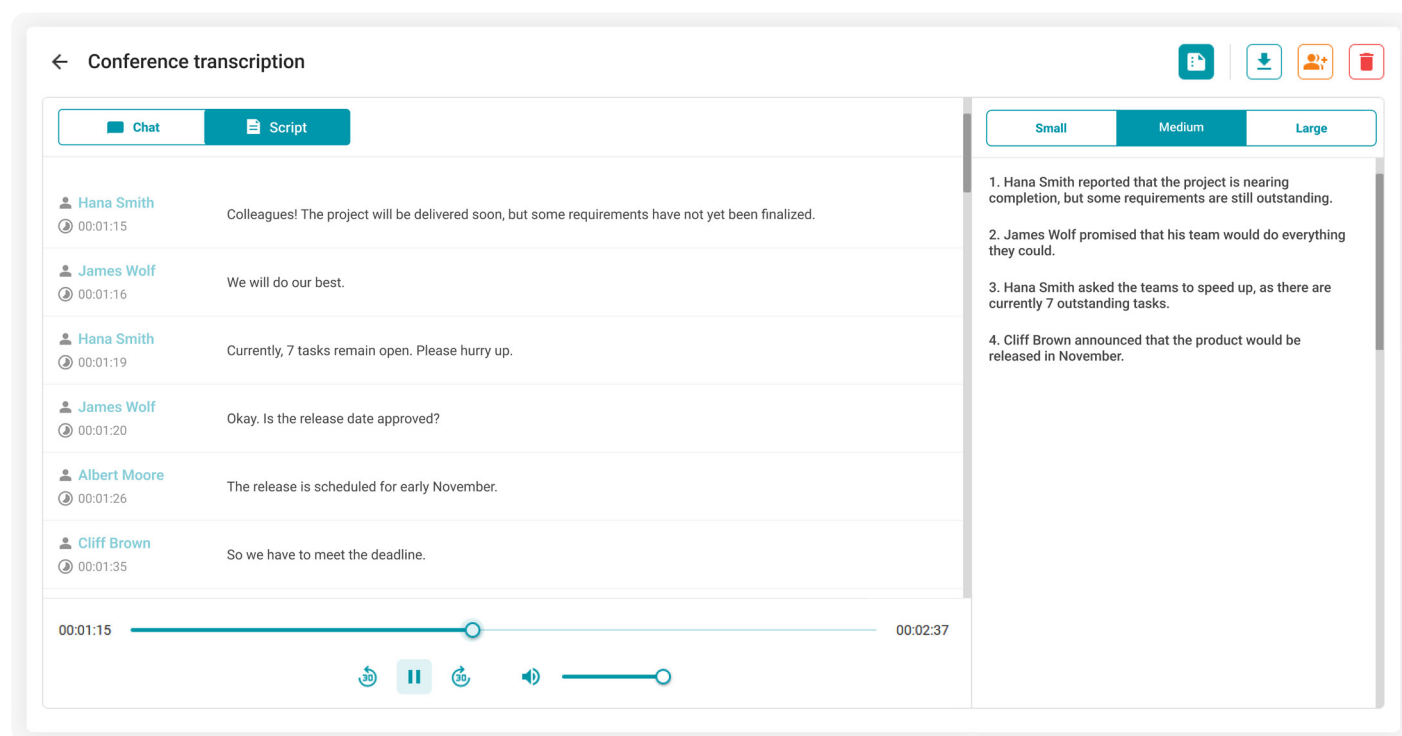 Conference transcription
Chat
Script
Hana Smith
00:01:15
Colleagues! The project will be delivered soon, but some requirements have not yet been finalized.
James Wolf
00:01:16
We will do our best.
Hana Smith
00:01:19
Currently, 7 tasks remain open. Please hurry up.
James Wolf
00:01:20
Okay. Is the release date approved?
Albert Moore
00:01:26
The release is scheduled for early November.
Cliff Brown
00:01:35
So we have to meet the deadline.
00:01:15
00:02:37
30
30
Small
Medium
Large
1. Hana Smith reported that the project is nearing
completion, but some requirements are still outstanding.
2. James Wolf promised that his team would do everything
they could.
3. Hana Smith asked the teams to speed up, as there are
currently 7 outstanding tasks.
4. Cliff Brown announced that the product would be
released in November.